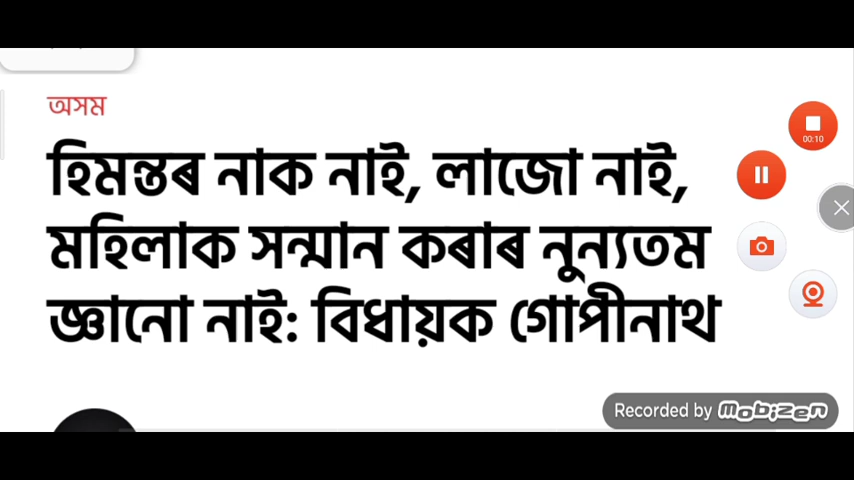 অসম
হিমন্তৰ নাক নাই, লাজো নাই,
মহিলাক সন্মান কৰাৰ নুন্যতম
জ্ঞানো নাই: বিধায়ক গোপীনাথ
00:10
Recorded by Mobizen